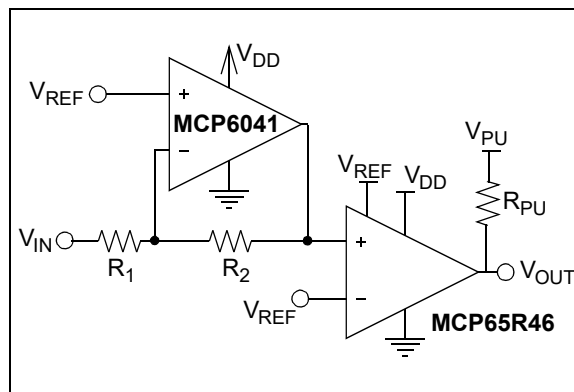 V_DD
V_REF
+
MCP6041
−
V_PU
V_REF
V_DD
R_PU
V_IN
R_1
R_2
+
V_OUT
V_REF
−
MCP65R46